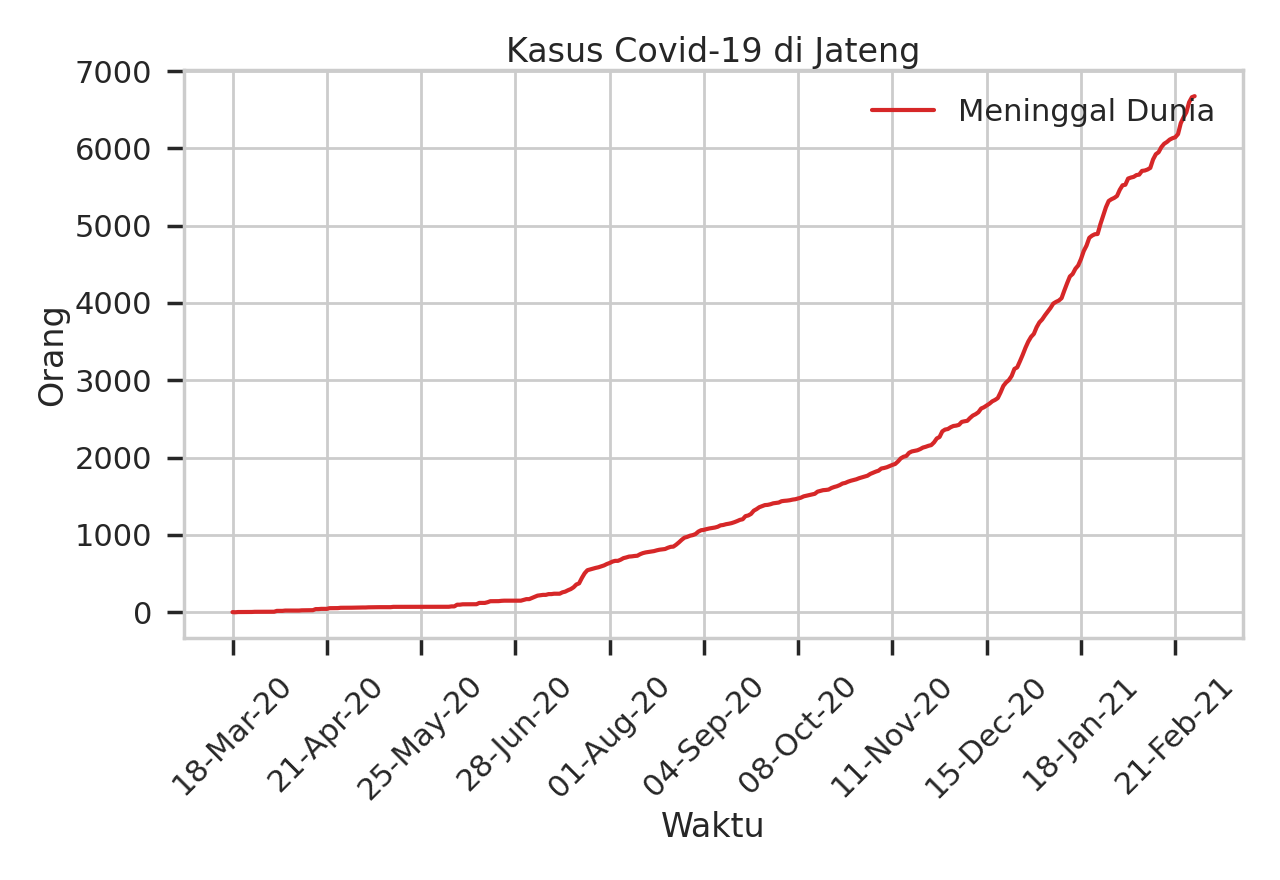 Kasus Covid-19 di Jateng
Meninggal Dunia
Orang
7000
6000
5000
4000
3000
2000
1000
0
18-Mar-20
21-Apr-20
25-May-20
28-Jun-20
01-Aug-20
04-Sep-20
08-Oct-20
11-Nov-20
15-Dec-20
18-Jan-21
21-Feb-21
Waktu